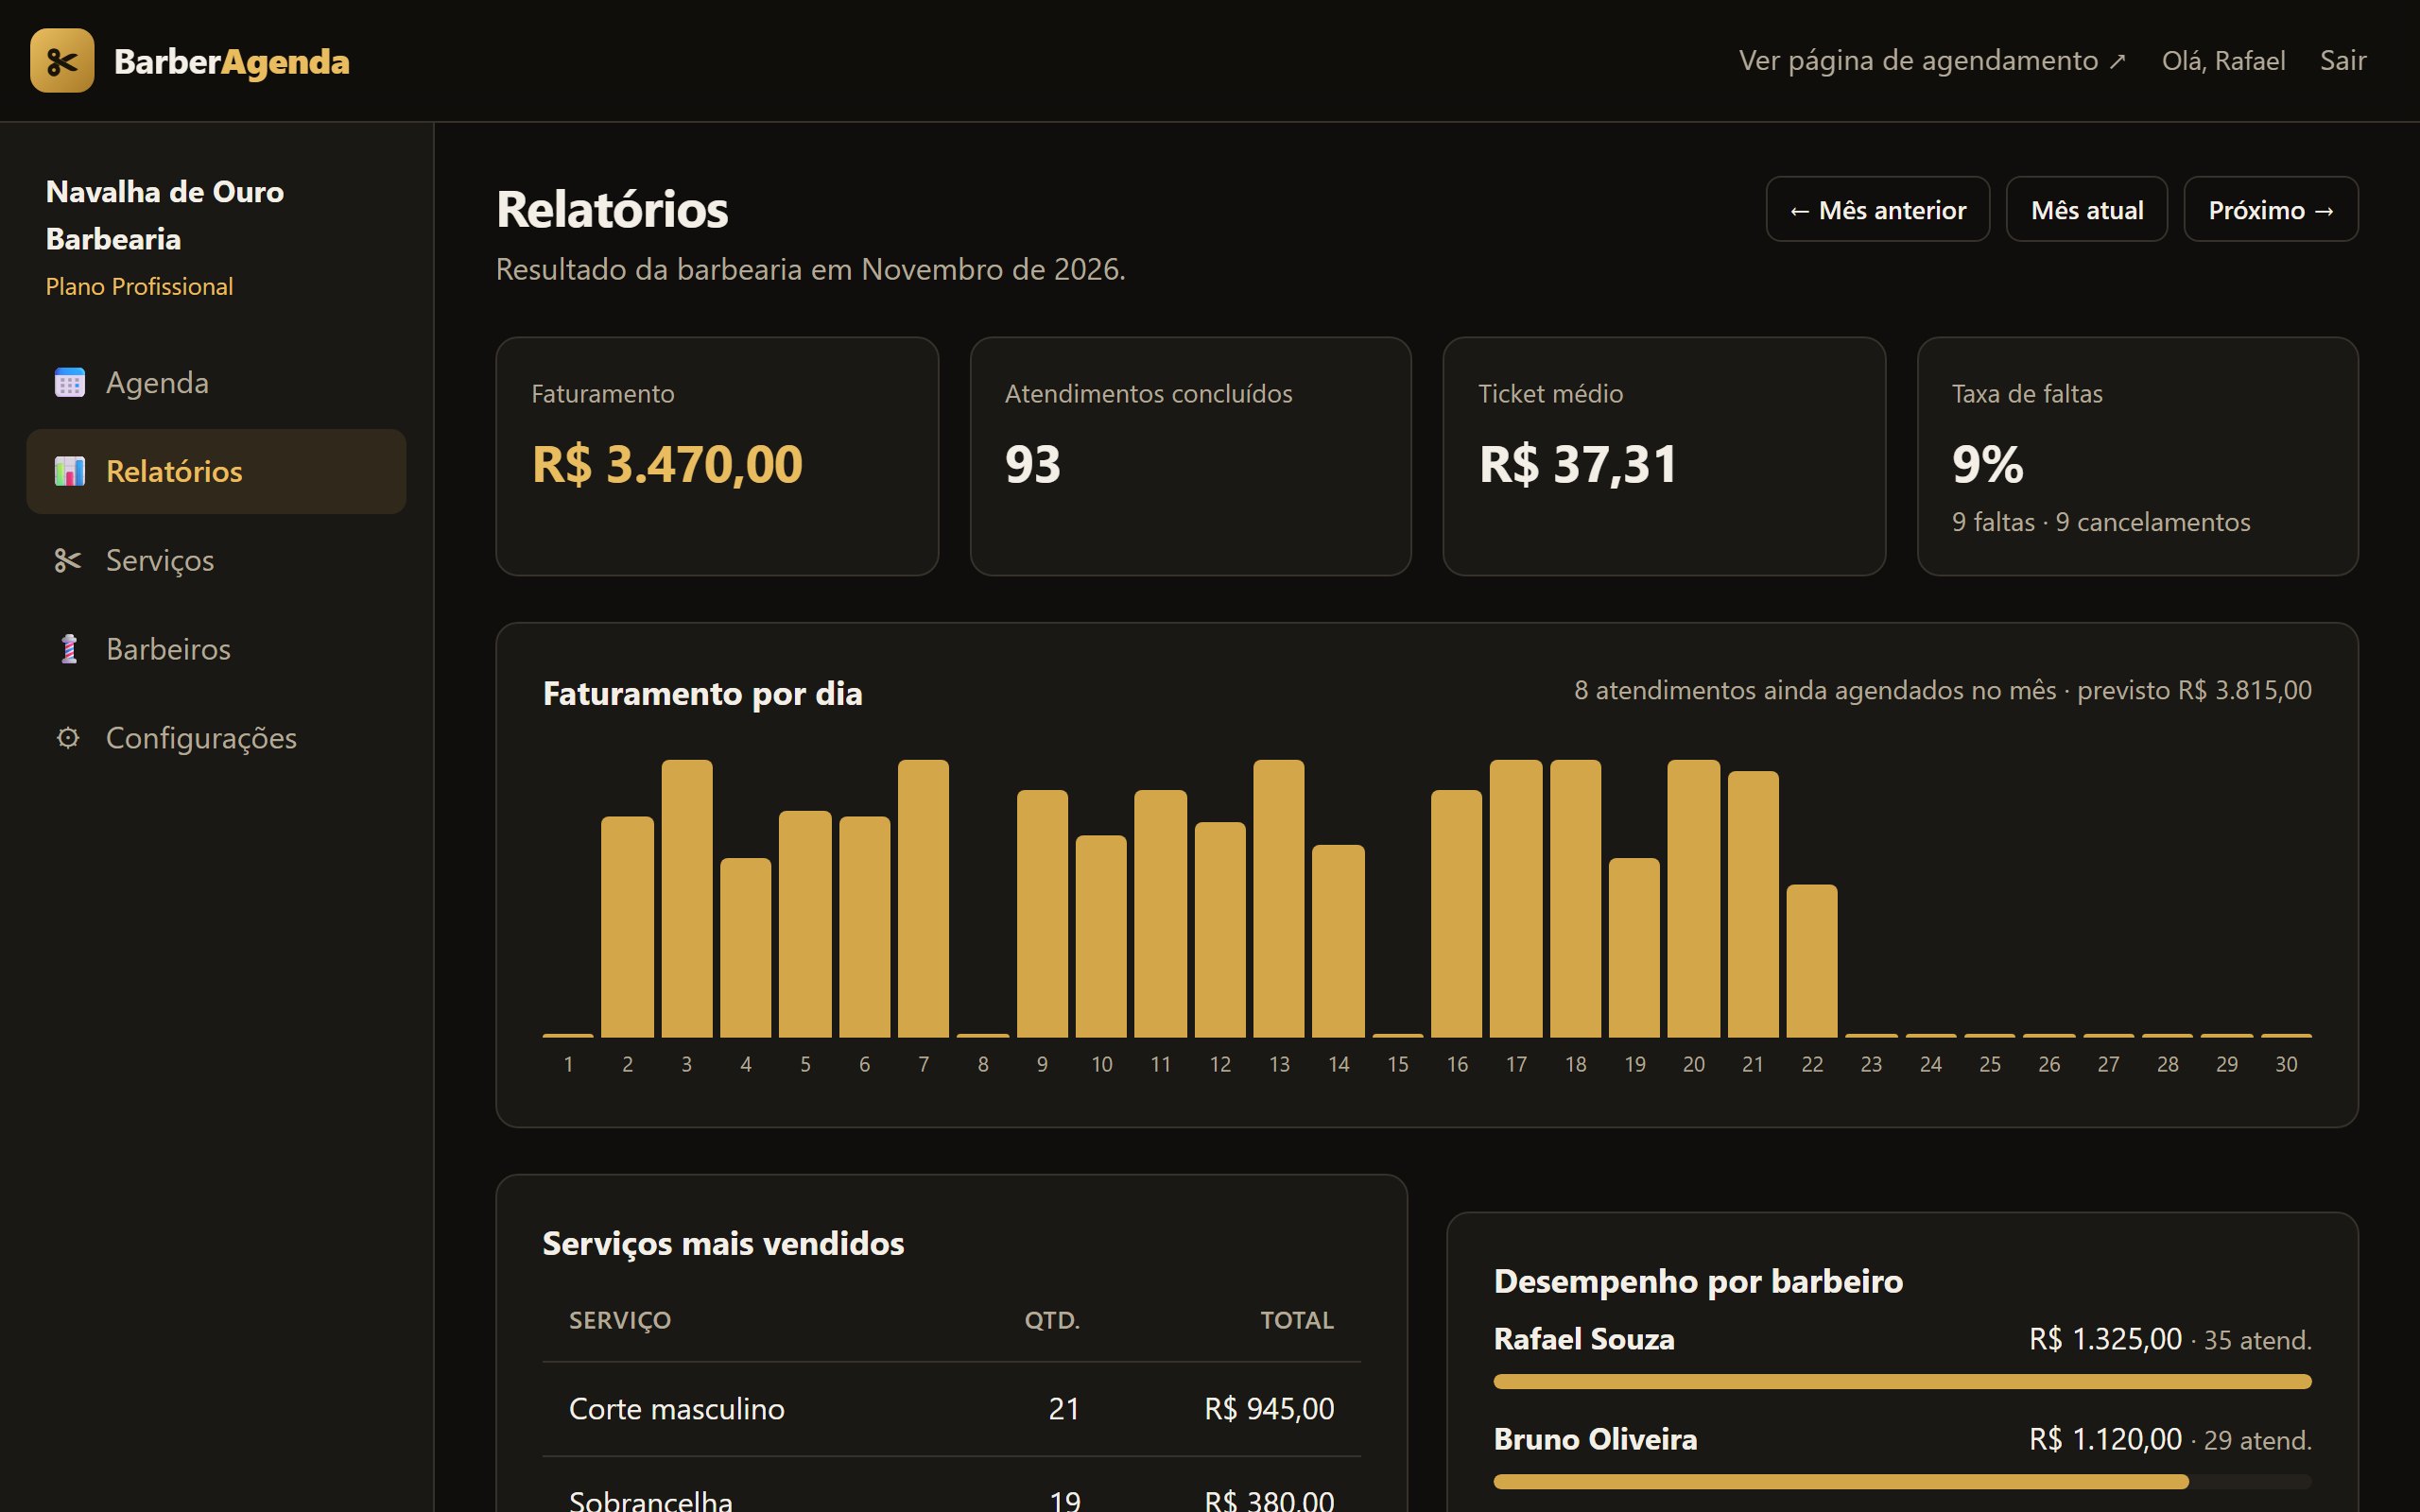 BarberAgenda
Ver página de agendamento ↗
Olá, Rafael
Sair
Navalha de Ouro
Barbearia
Plano Profissional
Agenda
Relatórios
Serviços
Barbeiros
Configurações
Relatórios
Resultado da barbearia em Novembro de 2026.
← Mês anterior
Mês atual
Próximo →
Faturamento
R$ 3.470,00
Atendimentos concluídos
93
Ticket médio
R$ 37,31
Taxa de faltas
9%
9 faltas · 9 cancelamentos
Faturamento por dia
8 atendimentos ainda agendados no mês · previsto R$ 3.815,00
1 2 3 4 5 6 7 8 9 10 11 12 13 14 15 16 17 18 19 20 21 22 23 24 25 26 27 28 29 30
Serviços mais vendidos
SERVIÇO QTD. TOTAL
Corte masculino 21 R$ 945,00
Sobrancelha 19 R$ 380,00
Desempenho por barbeiro
Rafael Souza R$ 1.325,00 · 35 atend.
Bruno Oliveira R$ 1.120,00 · 29 atend.